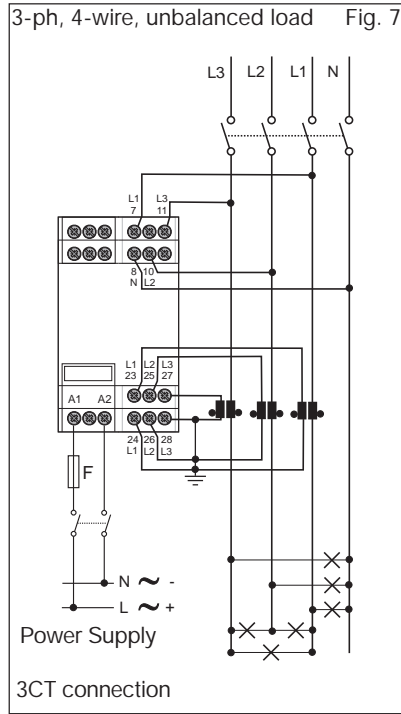 3-ph, 4-wire, unbalanced load Fig. 7
L3 L2 L1 N
L1 L3
7 11
8 10
N L2
L1 L2 L3
23 25 27
A1 A2
24 26 28
L1 L2 L3
F
N ~ -
L ~ +
Power Supply
3CT connection